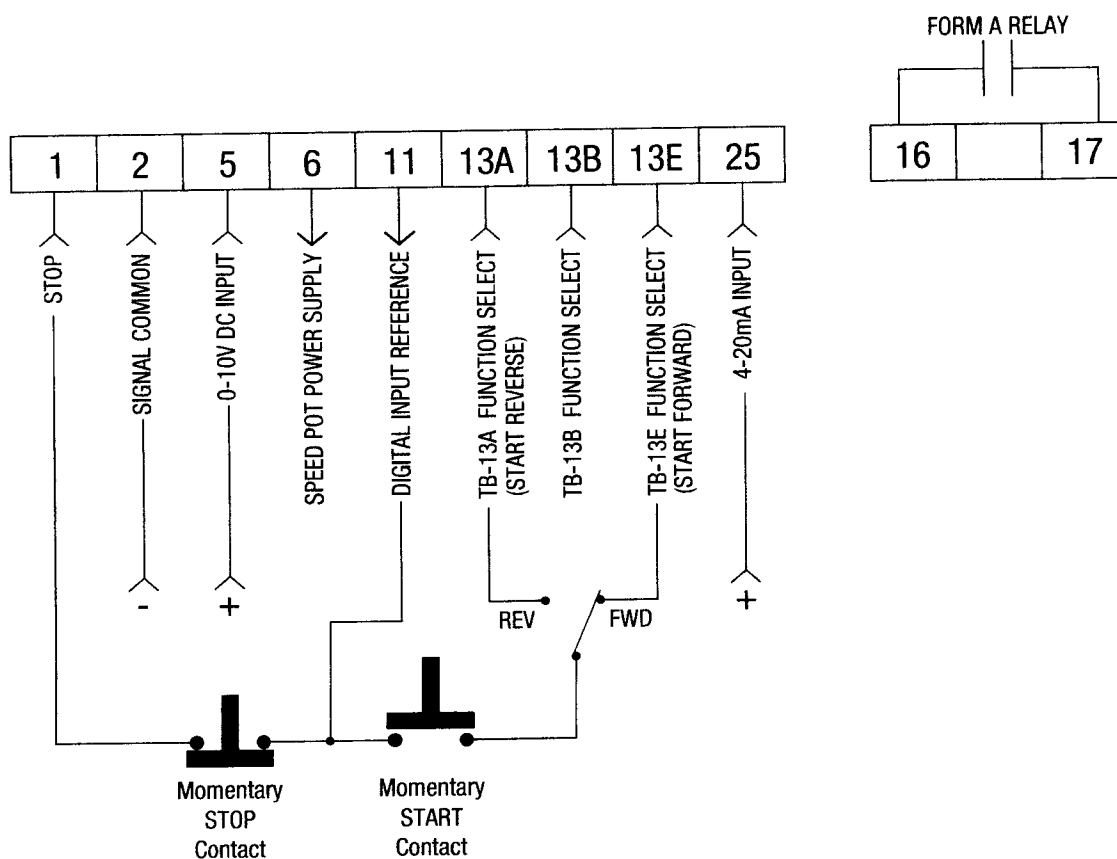 FORM A RELAY
1 2 5 6 11 13A 13B 13E 25
16 17
STOP
SIGNAL COMMON
0-10V DC INPUT
SPEED POT POWER SUPPLY
DIGITAL INPUT REFERENCE
TB-13A FUNCTION SELECT
(START REVERSE)
TB-13B FUNCTION SELECT
TB-13E FUNCTION SELECT
(START FORWARD)
4-20mA INPUT
- + +
REV FWD
Momentary
STOP
Contact
Momentary
START
Contact